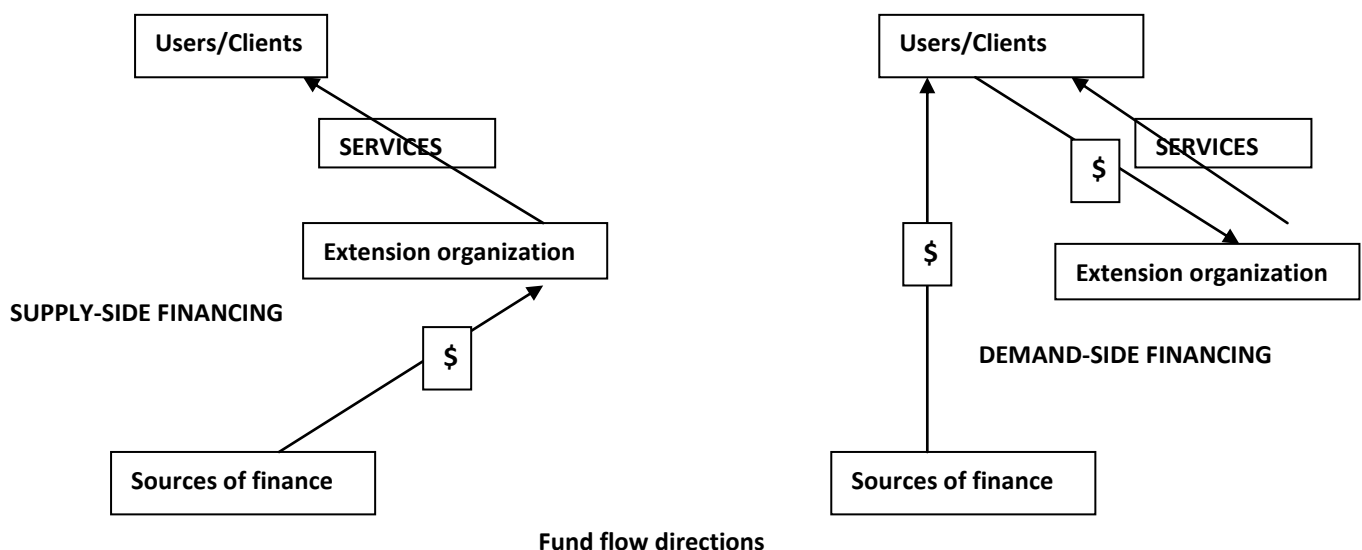 Users/Clients
SERVICES
Extension organization
SUPPLY-SIDE FINANCING
$
Sources of finance
Users/Clients
SERVICES
$
$
Extension organization
DEMAND-SIDE FINANCING
Sources of finance
Fund flow directions